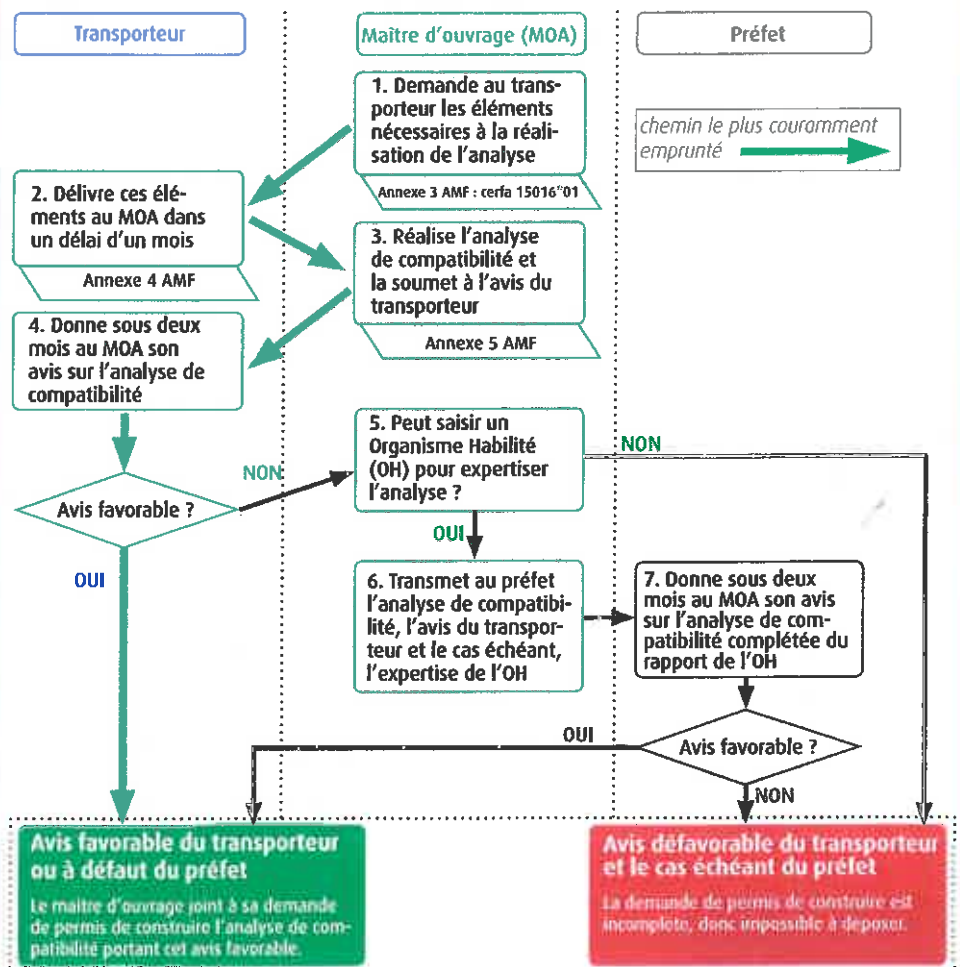 Transporteur
Maître d'ouvrage (MOA)
Préfet
1. Demande au trans-
porteur les éléments
nécessaires à la réali-
sation de l'analyse
Annexe 3 AMF : cerfa 15016*01
chemin le plus couramment
emprunté
2. Délivre ces élé-
ments au MOA dans
un délai d'un mois
Annexe 4 AMF
3. Réalise l'analyse
de compatibilité et
la soumet à l'avis du
transporteur
Annexe 5 AMF
4. Donne sous deux
mois au MOA son
avis sur l'analyse de
compatibilité
5. Peut saisir un
Organisme Habilité
(OH) pour expertiser
l'analyse ?
NON
NON
Avis favorable ?
OUI
OUI
6. Transmet au préfet
l'analyse de compatibi-
lité, l'avis du transpor-
teur et le cas échéant,
l'expertise de l'OH
7. Donne sous deux
mois au MOA son avis
sur l'analyse de com-
patibilité complétée du
rapport de l'OH
OUI
Avis favorable ?
NON
Avis favorable du transporteur
ou à défaut du préfet
Le maître d'ouvrage joint à sa demande
de permis de construire l'analyse de com-
patibilité portant cet avis favorable.
Avis défavorable du transporteur
et le cas échéant du préfet
La demande de permis de construire est
incomplète, donc impossible à déposer.